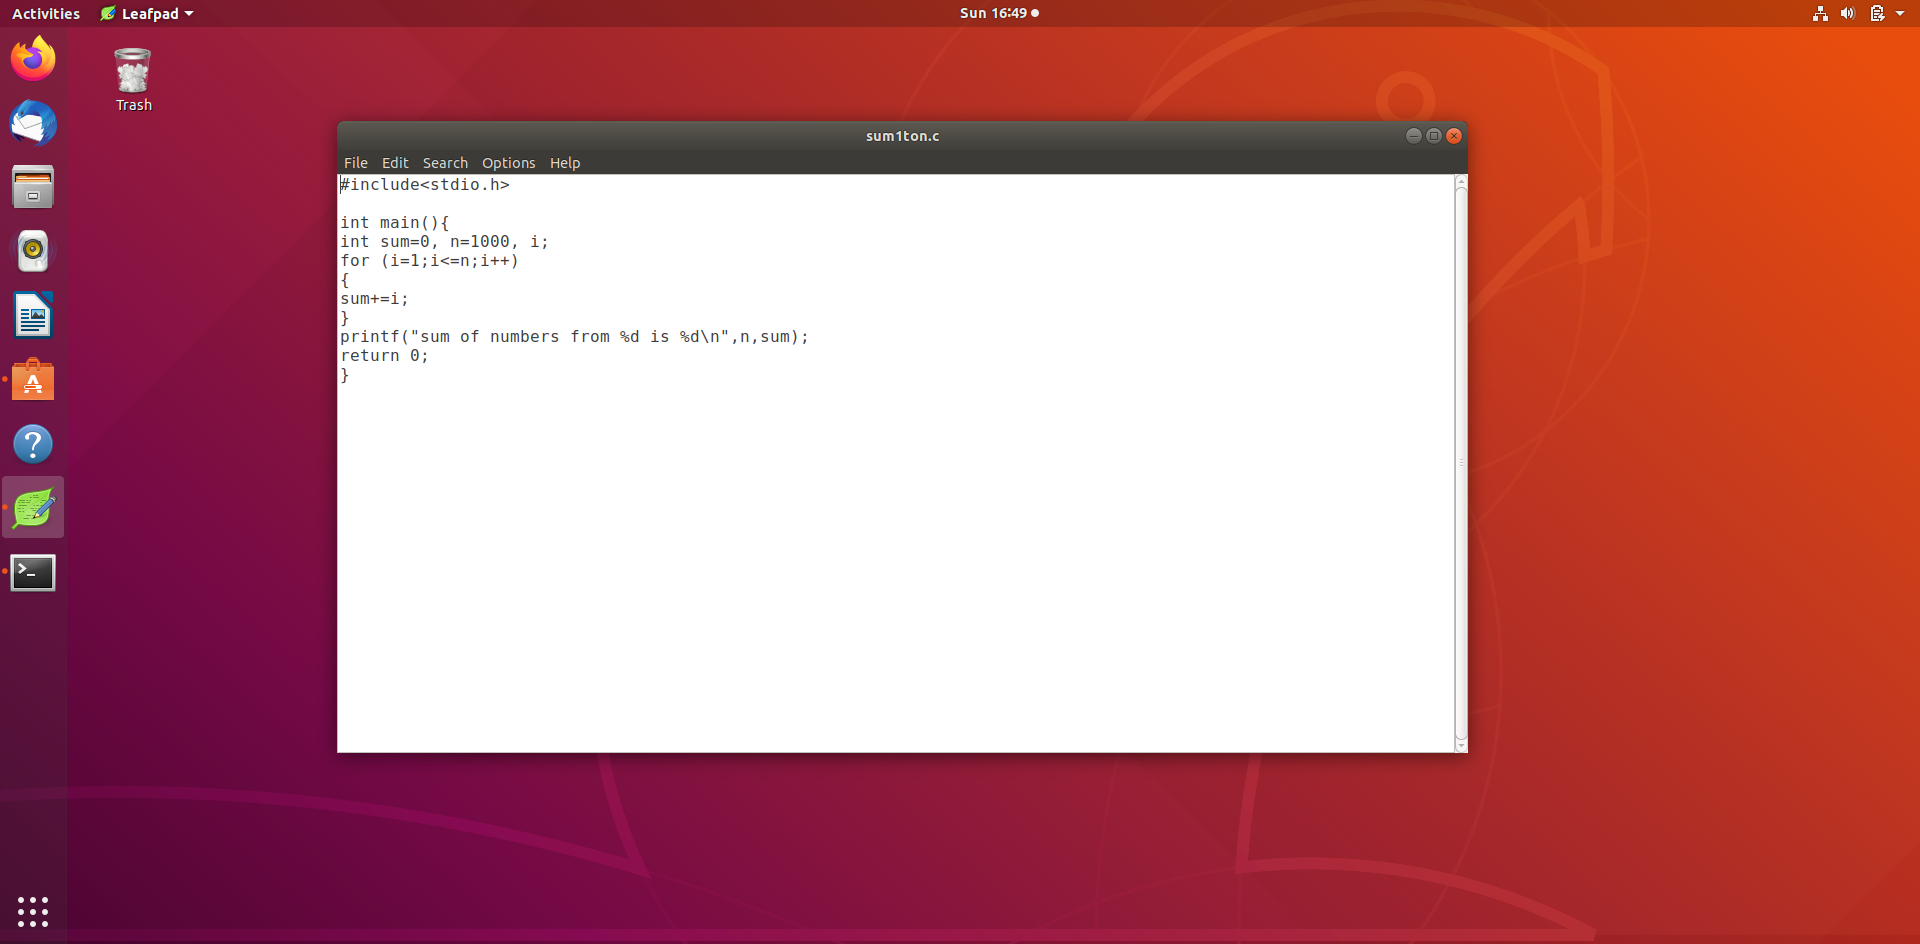 Activities Leafpad Sun 16:49
Trash
sum1ton.c
File Edit Search Options Help
#include<stdio.h>
int main(){
int sum=0, n=1000, i;
for (i=1;i<=n;i++)
{
sum+=i;
}
printf("sum of numbers from %d is %d\n",n,sum);
return 0;
}